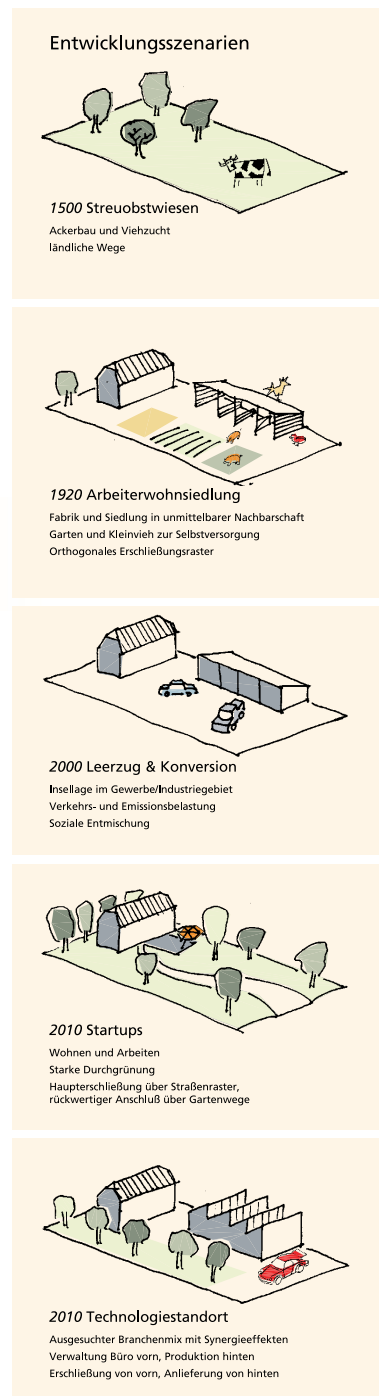 Entwicklungsszenarien
1500 Streuobstwiesen
Ackerbau und Viehzucht
ländliche Wege
1920 Arbeiterwohnsiedlung
Fabrik und Siedlung in unmittelbarer Nachbarschaft
Garten und Kleinvieh zur Selbstversorgung
Orthogonales Erschließungsraster
2000 Leerzug & Konversion
Insellage im Gewerbe/Industriegebiet
Verkehrs- und Emissionsbelastung
Soziale Entmischung
2010 Startups
Wohnen und Arbeiten
Starke Durchgrünung
Haupterschließung über Straßenraster,
rückwertiger Anschluß über Gartenwege
2010 Technologiestandort
Ausgesuchter Branchenmix mit Synergieeffekten
Verwaltung Büro vorn, Produktion hinten
Erschließung von vorn, Anlieferung von hinten